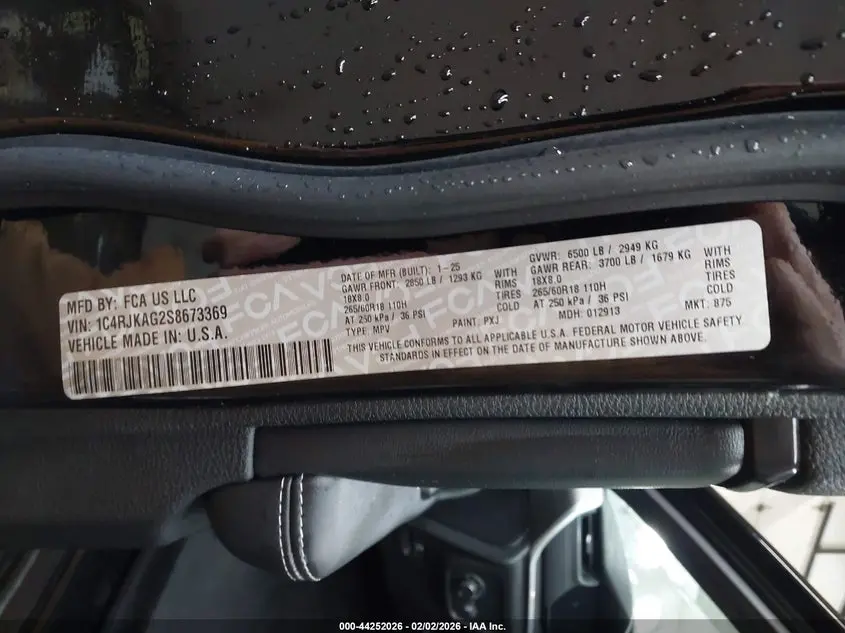 MFD BY: FCA US LLC
VIN: 1C4RJKAG2S8673369
VEHICLE MADE IN: U.S.A.
DATE OF MFR (BUILT): 1-25
GAWR FRONT: 2850 LB / 1293 KG WITH
18X8.0 RIMS
265/60R18 110H TIRES
AT 250 kPa / 36 PSI COLD
TYPE: MPV PAINT: PXJ
GVWR: 6500 LB / 2949 KG
GAWR REAR: 3700 LB / 1679 KG WITH
18X8.0 RIMS
265/60R18 110H TIRES
AT 250 kPa / 36 PSI COLD
MDH: 012913 MKT: 875
THIS VEHICLE CONFORMS TO ALL APPLICABLE U.S.A. FEDERAL MOTOR VEHICLE SAFETY
STANDARDS IN EFFECT ON THE DATE OF MANUFACTURE SHOWN ABOVE.
000-44252026 - 02/02/2026 - IAA Inc.